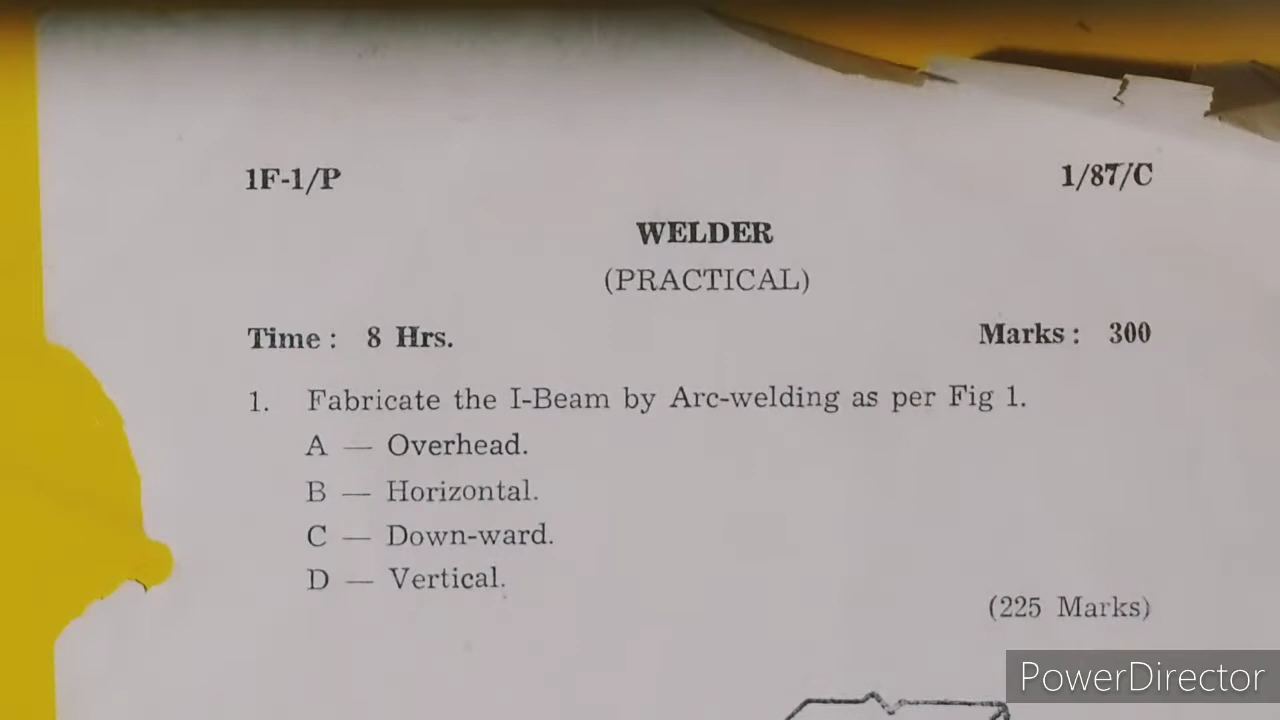 1F-1/P 1/87/C
WELDER
(PRACTICAL)
Time : 8 Hrs. Marks : 300
1. Fabricate the I-Beam by Arc-welding as per Fig 1.
A — Overhead.
B — Horizontal.
C — Down-ward.
D — Vertical.
(225 Marks)
PowerDirector